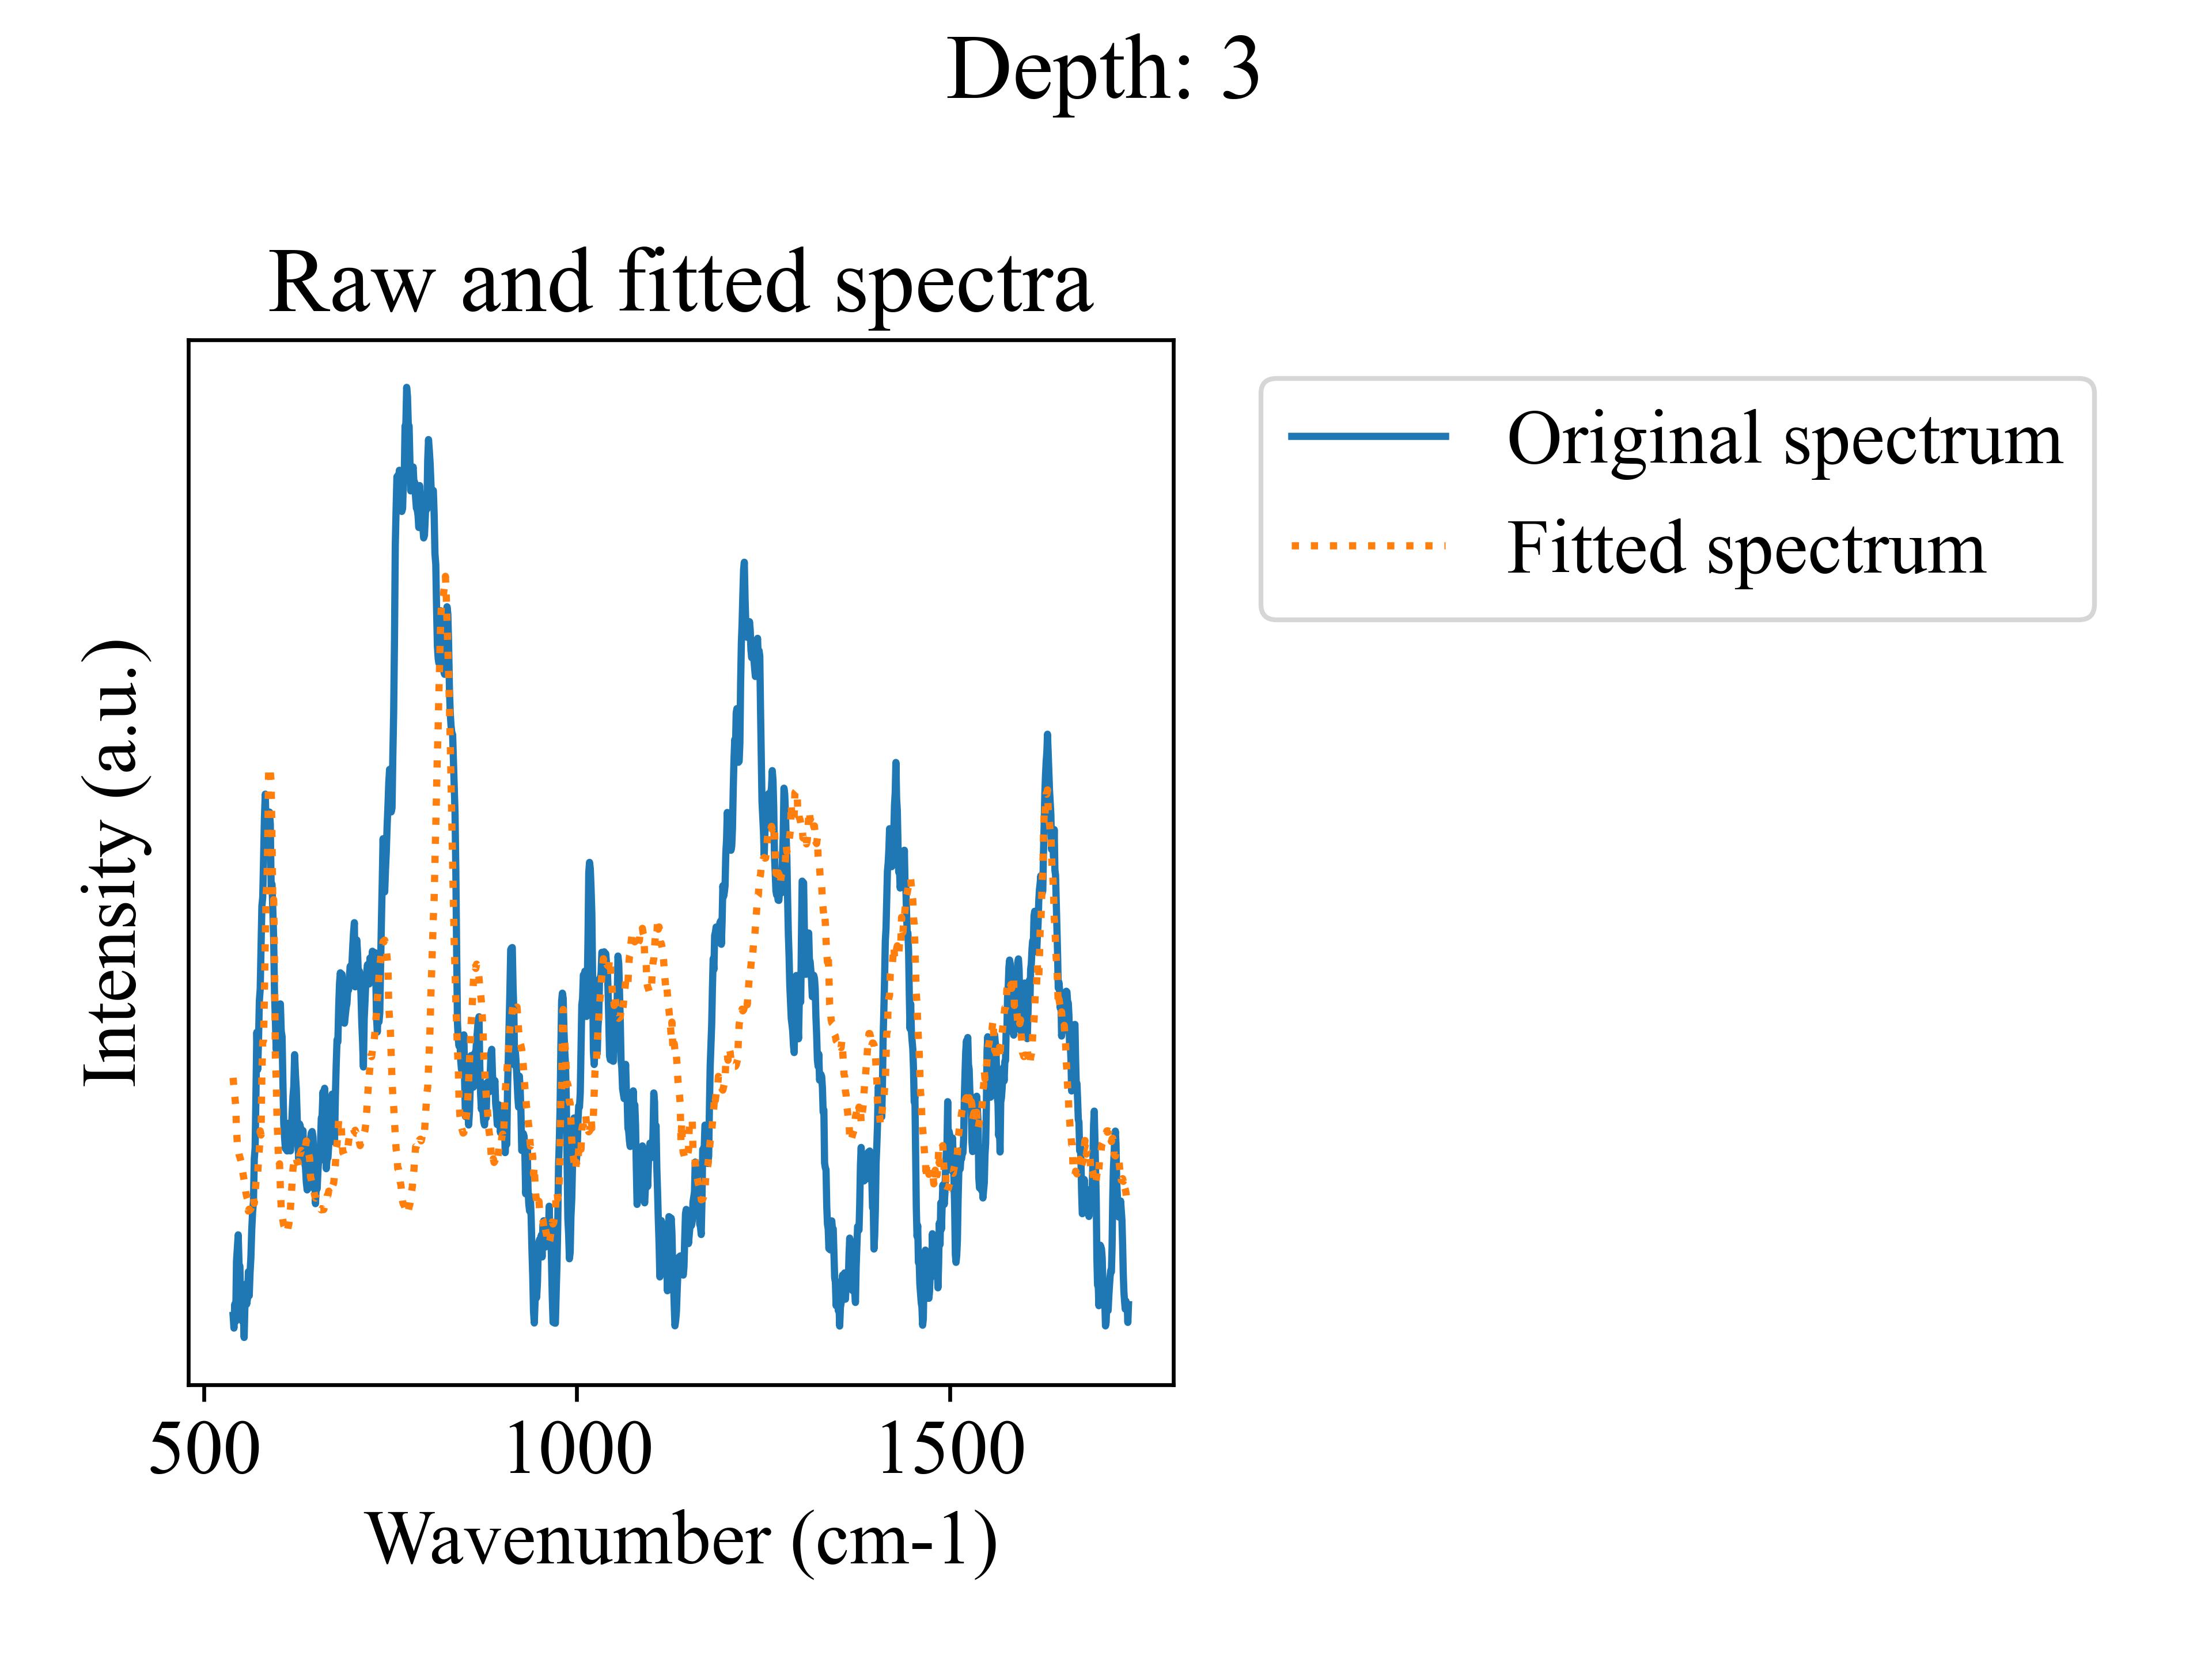 Depth: 3
Raw and fitted spectra
Original spectrum
Fitted spectrum
Intensity (a.u.)
500 1000 1500
Wavenumber (cm-1)